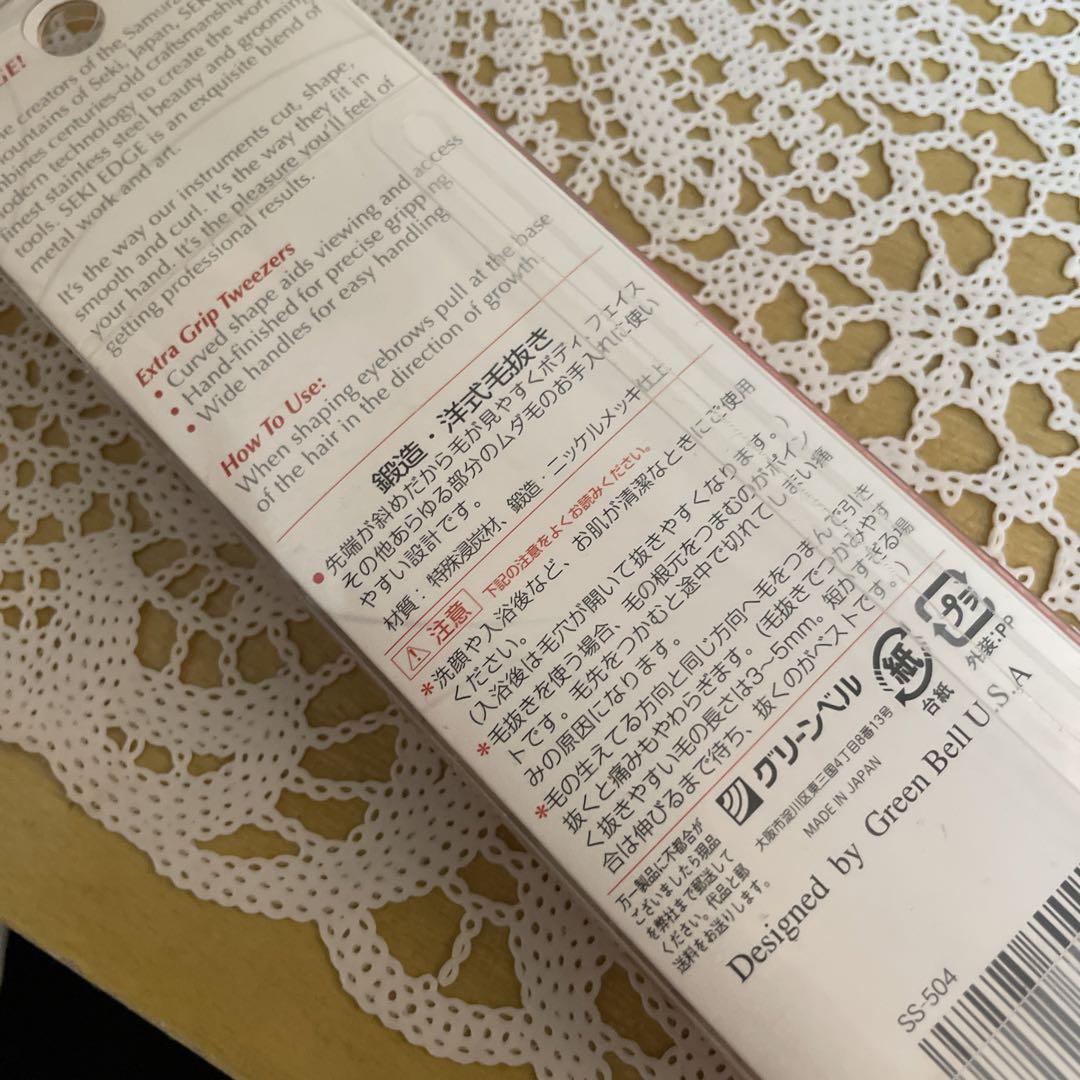 GE!
e creators of the Samura
ountains of Seki, Japan, SEK
mbines centuries-old craftsmanship
modern technology to create the worl
finest stainless steel beauty and grooming
tools. SEKI EDGE is an exquisite blend of
metal work and art.
It's the way our instruments cut, shape,
smooth and curl. It's the way they fit in
your hand. It's the pleasure you'll feel of
getting professional results.
Extra Grip Tweezers
• Curved shape aids viewing and access
• Hand-finished for precise gripping
• Wide handles for easy handling
How To Use:
When shaping eyebrows pull at the base
of the hair in the direction of growth.
鍛造・洋式毛抜き
● 先端が斜めだから毛が見やすくボディ、フェイス
その他あらゆる部分のムダ毛のお手入れに使い
やすい設計です。
材質：特殊浸炭材、鍛造・ニッケルメッキ仕上
注意 下記の注意をよくお読みください。
＊洗顔や入浴後など、お肌が清潔なときにご使用
ください。
(入浴後は毛穴が開いて抜きやすくなります。)
＊毛抜きを使う場合、毛の根元をつまむのがポイン
トです。毛先をつかむと途中で切れてしまい痛
みの原因になります。
＊毛の生えてる方向と同じ方向へ毛をつまんで引き
抜くと痛みもやわらぎます。(毛抜きでつかみやす
く抜きやすい毛の長さは3〜5mm。短かすぎる場
合は伸びるまで待ち、抜くのがベストです。)
グリーンベル
大阪市淀川区東三国4丁目8番13号
MADE IN JAPAN
紙
台紙
プラ
外装:PP
万一製品に不都合が
ございましたら現品
を弊社まで郵送して
ください。代品と郵
送料をお送りします。
Designed by Green Bell U.S.A
SS-504